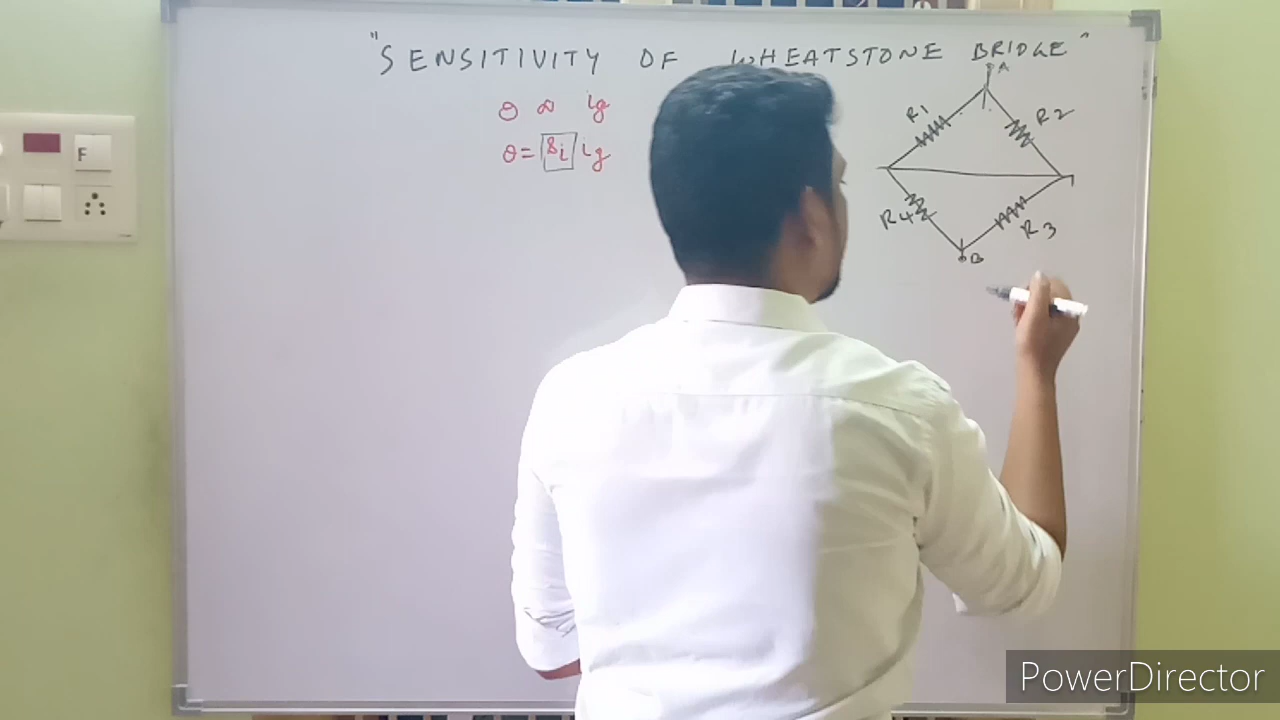 "SENSITIVITY OF WHEATSTONE BRIDGE"
θ ∝ ig
θ = Si ig
A
R1
R2
R4
R3
B
F
PowerDirector